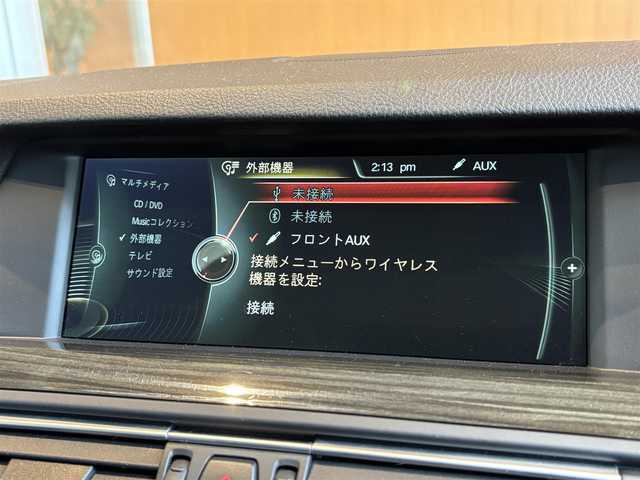 外部機器
2:13 pm
AUX
マルチメディア
CD / DVD
Musicコレクション
外部機器
テレビ
サウンド設定
未接続
未接続
フロントAUX
接続メニューからワイヤレス
機器を設定:
接続